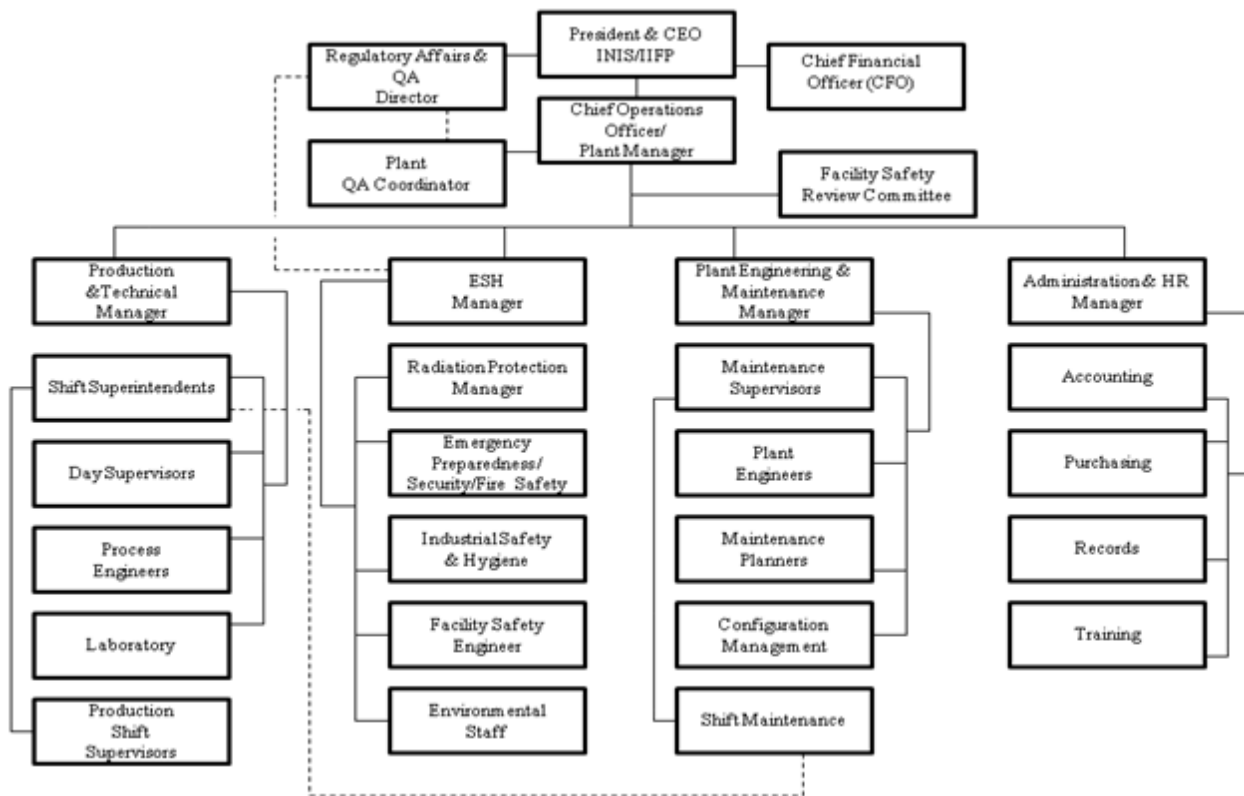 President & CEO
INIS/IIFP
Regulatory Affairs &
QA
Director
Chief Financial
Officer (CFO)
Chief Operations
Officer/
Plant Manager
Plant
QA Coordinator
Facility Safety
Review Committee
Production
& Technical
Manager
ESH
Manager
Plant Engineering &
Maintenance
Manager
Administration & HR
Manager
Shift Superintendents
Radiation Protection
Manager
Maintenance
Supervisors
Accounting
Day Supervisors
Emergency
Preparedness/
Security/Fire Safety
Plant
Engineers
Purchasing
Process
Engineers
Industrial Safety
& Hygiene
Maintenance
Planners
Records
Laboratory
Facility Safety
Engineer
Configuration
Management
Training
Production
Shift
Supervisors
Environmental
Staff
Shift Maintenance